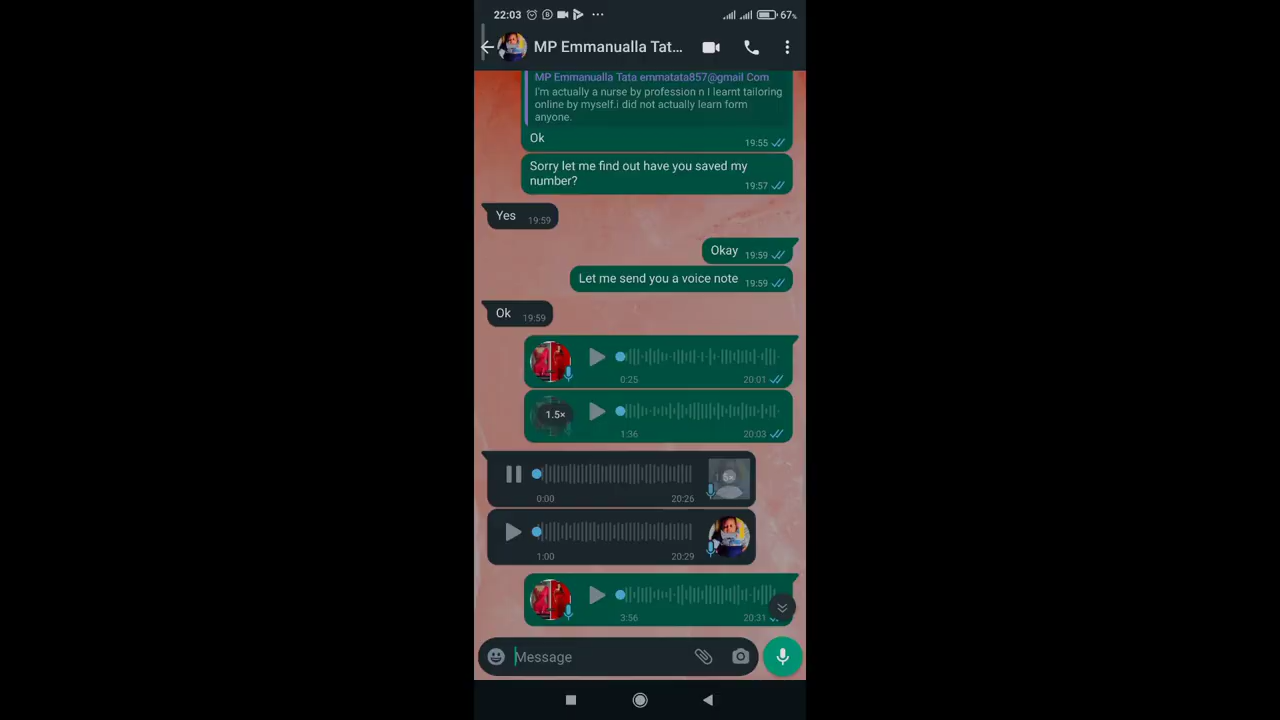 22:03
67%
MP Emmanualla Tat...
MP Emmanualla Tata emmatata857@gmail Com
I'm actually a nurse by profession n I learnt tailoring
online by myself.i did not actually learn form
anyone.
Ok 19:55
Sorry let me find out have you saved my
number? 19:57
Yes 19:59
Okay 19:59
Let me send you a voice note 19:59
Ok 19:59
0:25 20:01
1.5×
1:36 20:03
1.5×
0:00 20:26
1:00 20:29
3:56 20:31
Message